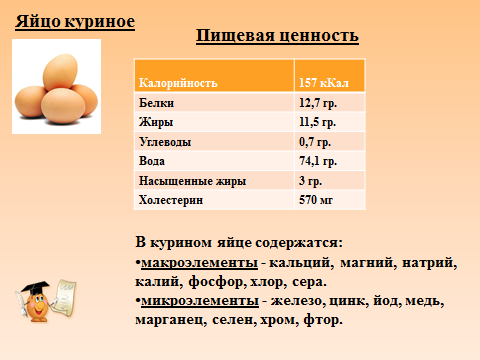 Яйцо куриное
Пищевая ценность
Калорийность 157 кКал
Белки 12,7 гр.
Жиры 11,5 гр.
Углеводы 0,7 гр.
Вода 74,1 гр.
Насыщенные жиры 3 гр.
Холестерин 570 мг
В курином яйце содержатся:
•макроэлементы - кальций, магний, натрий,
калий, фосфор, хлор, сера.
•микроэлементы - железо, цинк, йод, медь,
марганец, селен, хром, фтор.